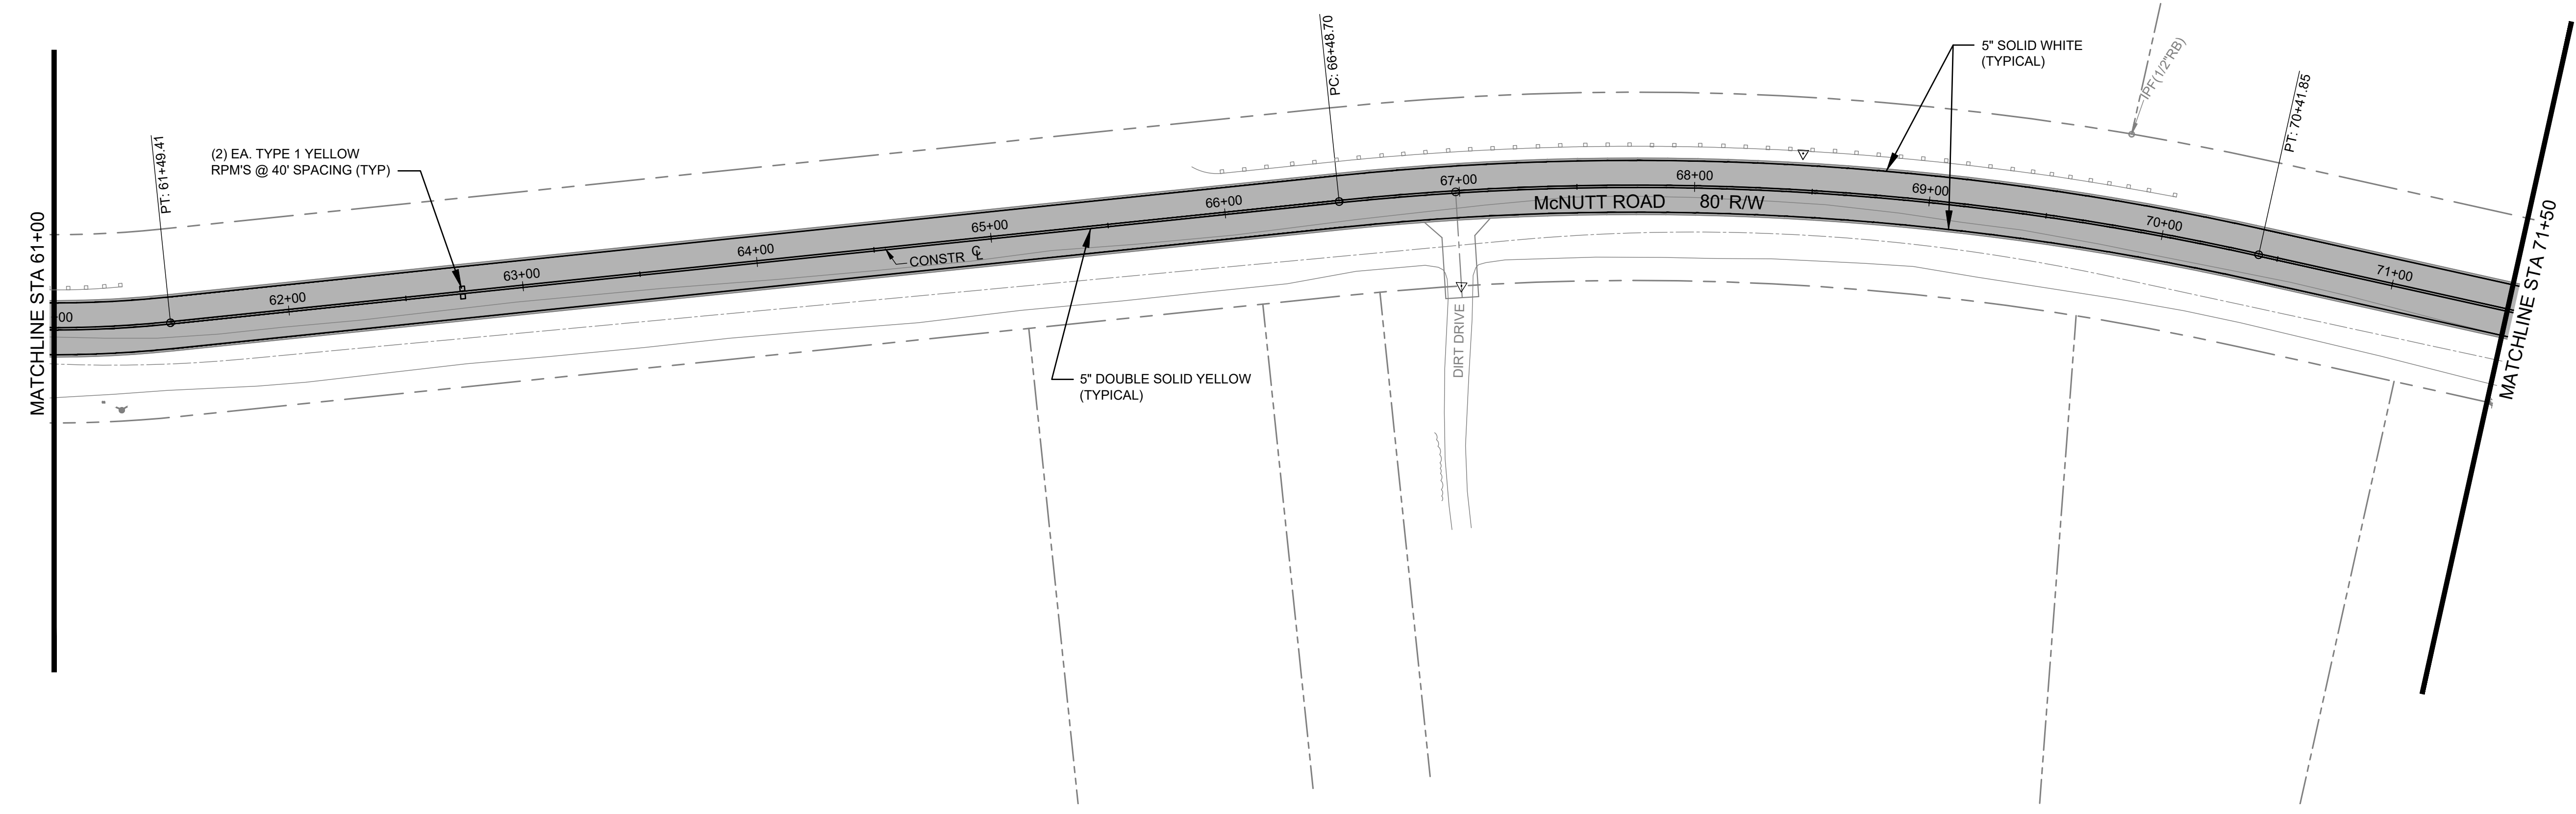 MATCHLINE STA 61+00
00
PT: 61+49.41
(2) EA. TYPE 1 YELLOW
RPM'S @ 40' SPACING (TYP)
62+00
63+00
64+00
CONSTR ℄
65+00
5" DOUBLE SOLID YELLOW
(TYPICAL)
66+00
PC: 66+48.70
67+00
DIRT DRIVE
McNUTT ROAD 80' R/W
68+00
69+00
5" SOLID WHITE
(TYPICAL)
IPF(1/2"RB)
70+00
PT: 70+41.85
71+00
MATCHLINE STA 71+50